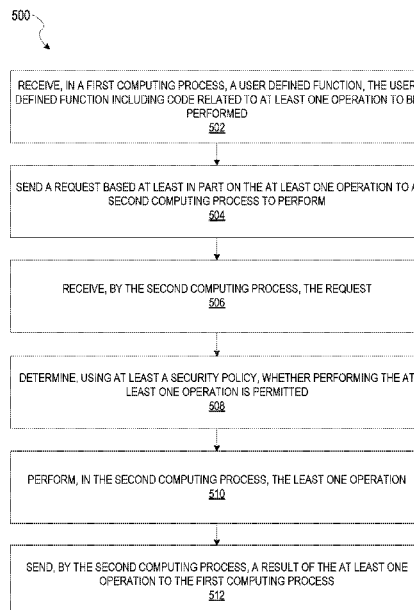 500
RECEIVE, IN A FIRST COMPUTING PROCESS, A USER DEFINED FUNCTION, THE USER
DEFINED FUNCTION INCLUDING CODE RELATED TO AT LEAST ONE OPERATION TO BE
PERFORMED
502
SEND A REQUEST BASED AT LEAST IN PART ON THE AT LEAST ONE OPERATION TO A
SECOND COMPUTING PROCESS TO PERFORM
504
RECEIVE, BY THE SECOND COMPUTING PROCESS, THE REQUEST
506
DETERMINE, USING AT LEAST A SECURITY POLICY, WHETHER PERFORMING THE AT
LEAST ONE OPERATION IS PERMITTED
508
PERFORM, IN THE SECOND COMPUTING PROCESS, THE LEAST ONE OPERATION
510
SEND, BY THE SECOND COMPUTING PROCESS, A RESULT OF THE AT LEAST ONE
OPERATION TO THE FIRST COMPUTING PROCESS
512